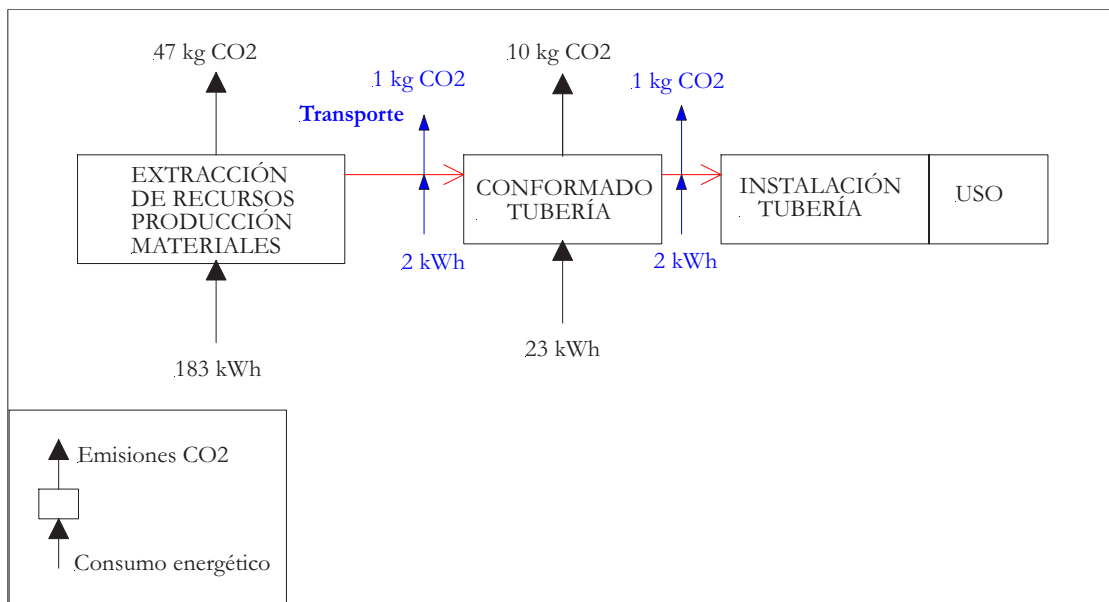 47 kg CO2
10 kg CO2
1 kg CO2
1 kg CO2
Transporte
EXTRACCIÓN
DE RECURSOS
PRODUCCIÓN
MATERIALES
CONFORMADO
TUBERÍA
INSTALACIÓN
TUBERÍA
USO
2 kWh
2 kWh
183 kWh
23 kWh
Emisiones CO2
Consumo energético